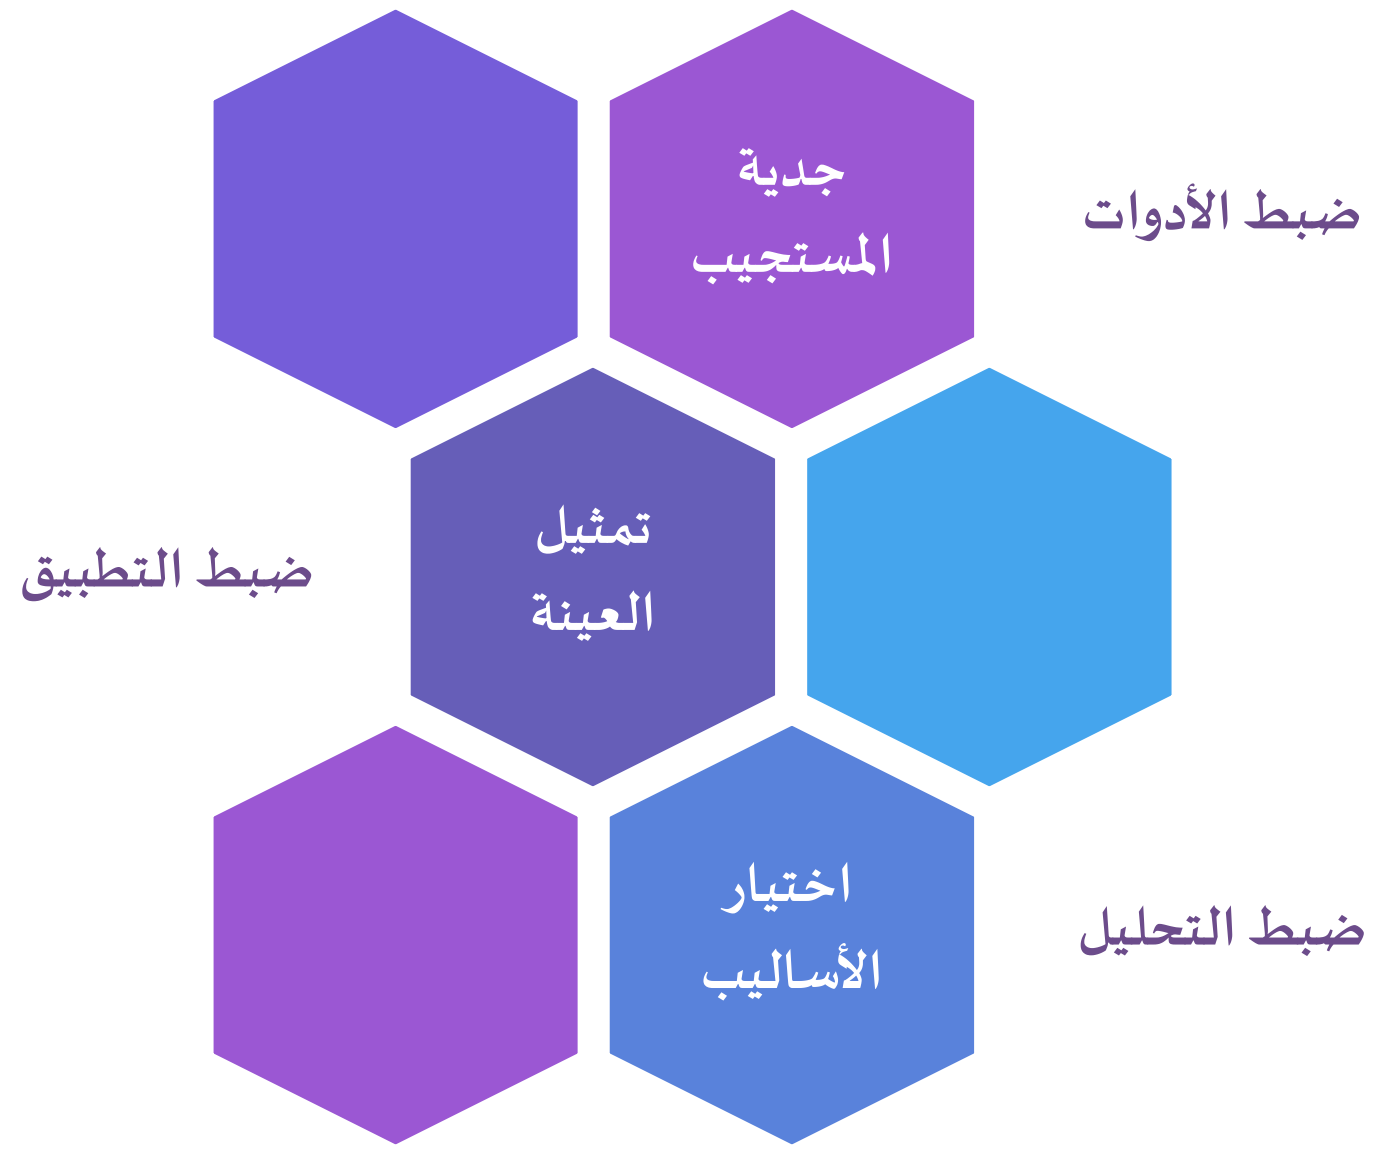 جدية
المستجيب
ضبط الأدوات
تمثيل
العينة
ضبط التطبيق
اختيار
الأساليب
ضبط التحليل